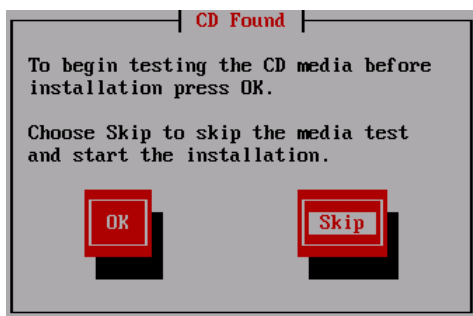 CD Found
To begin testing the CD media before
installation press OK.
Choose Skip to skip the media test
and start the installation.
OK
Skip